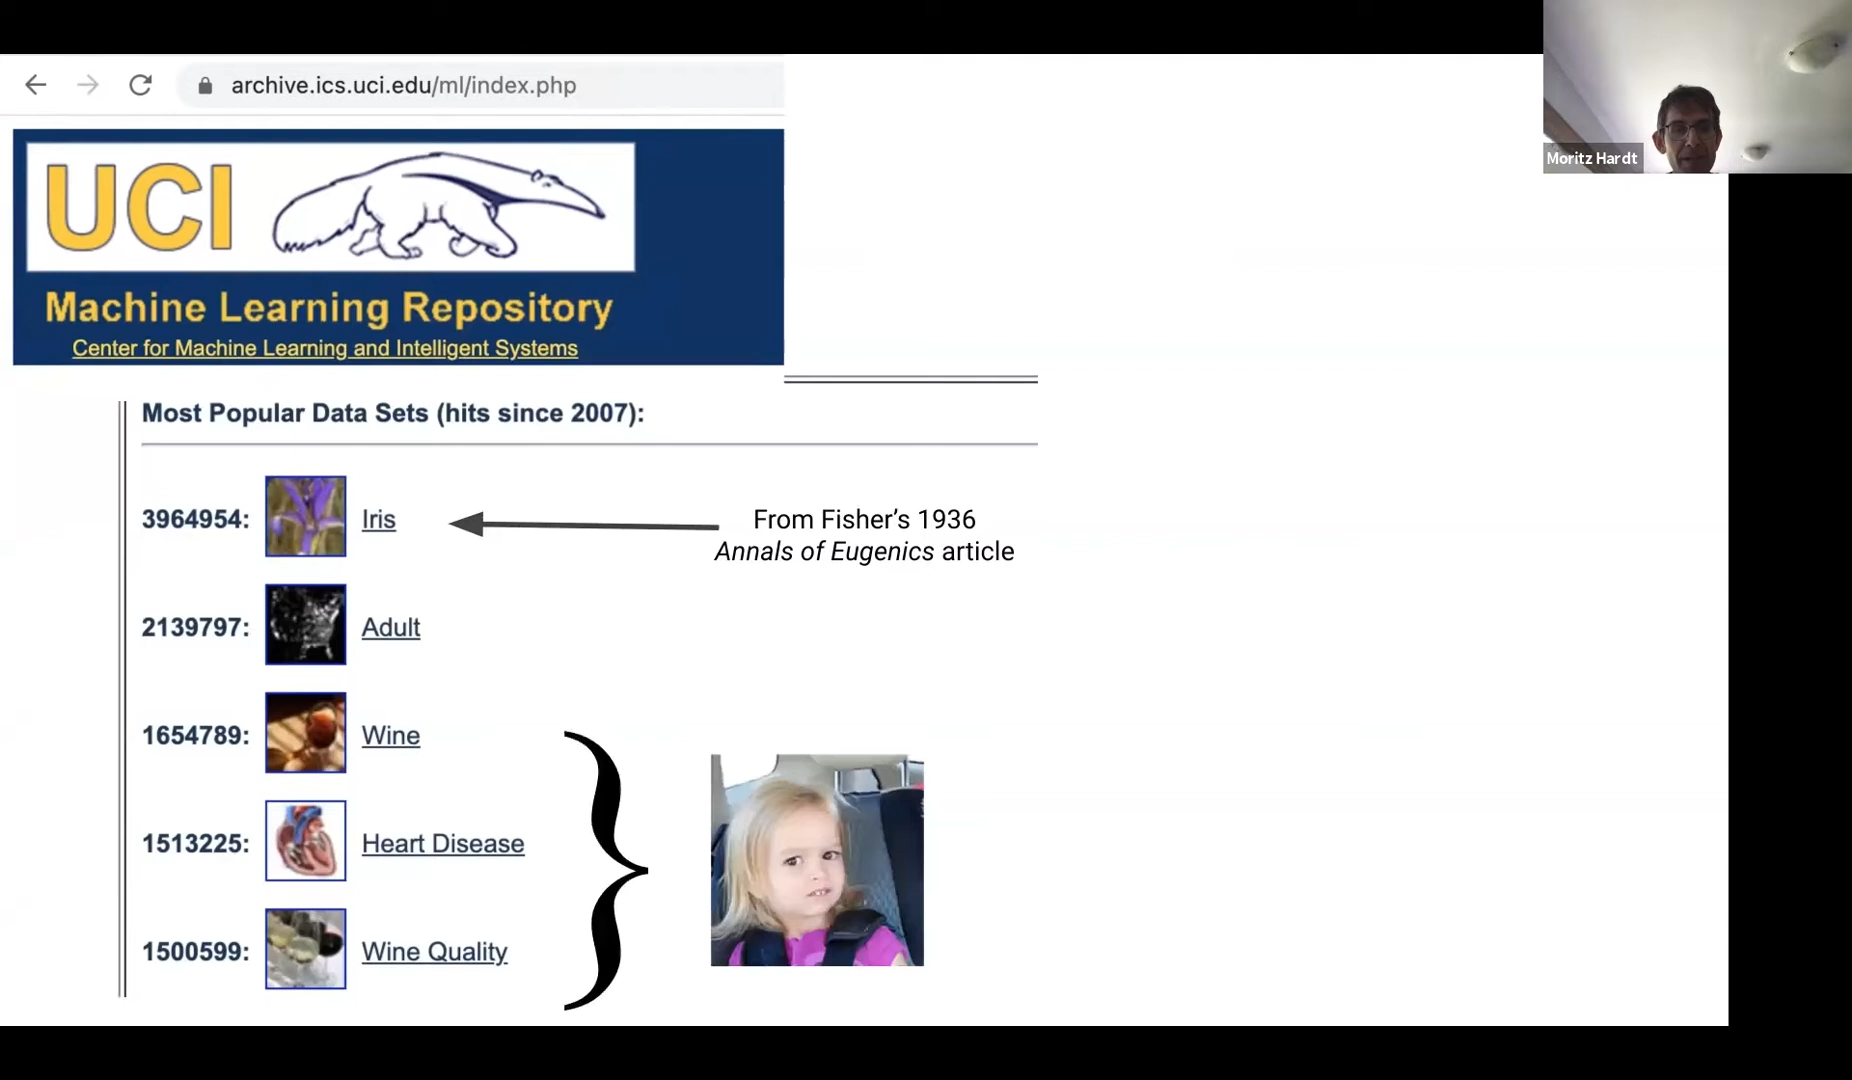 archive.ics.uci.edu/ml/index.php
Moritz Hardt
UCI
Machine Learning Repository
Center for Machine Learning and Intelligent Systems
Most Popular Data Sets (hits since 2007):
3964954: Iris
From Fisher’s 1936
Annals of Eugenics article
2139797: Adult
1654789: Wine
1513225: Heart Disease
1500599: Wine Quality